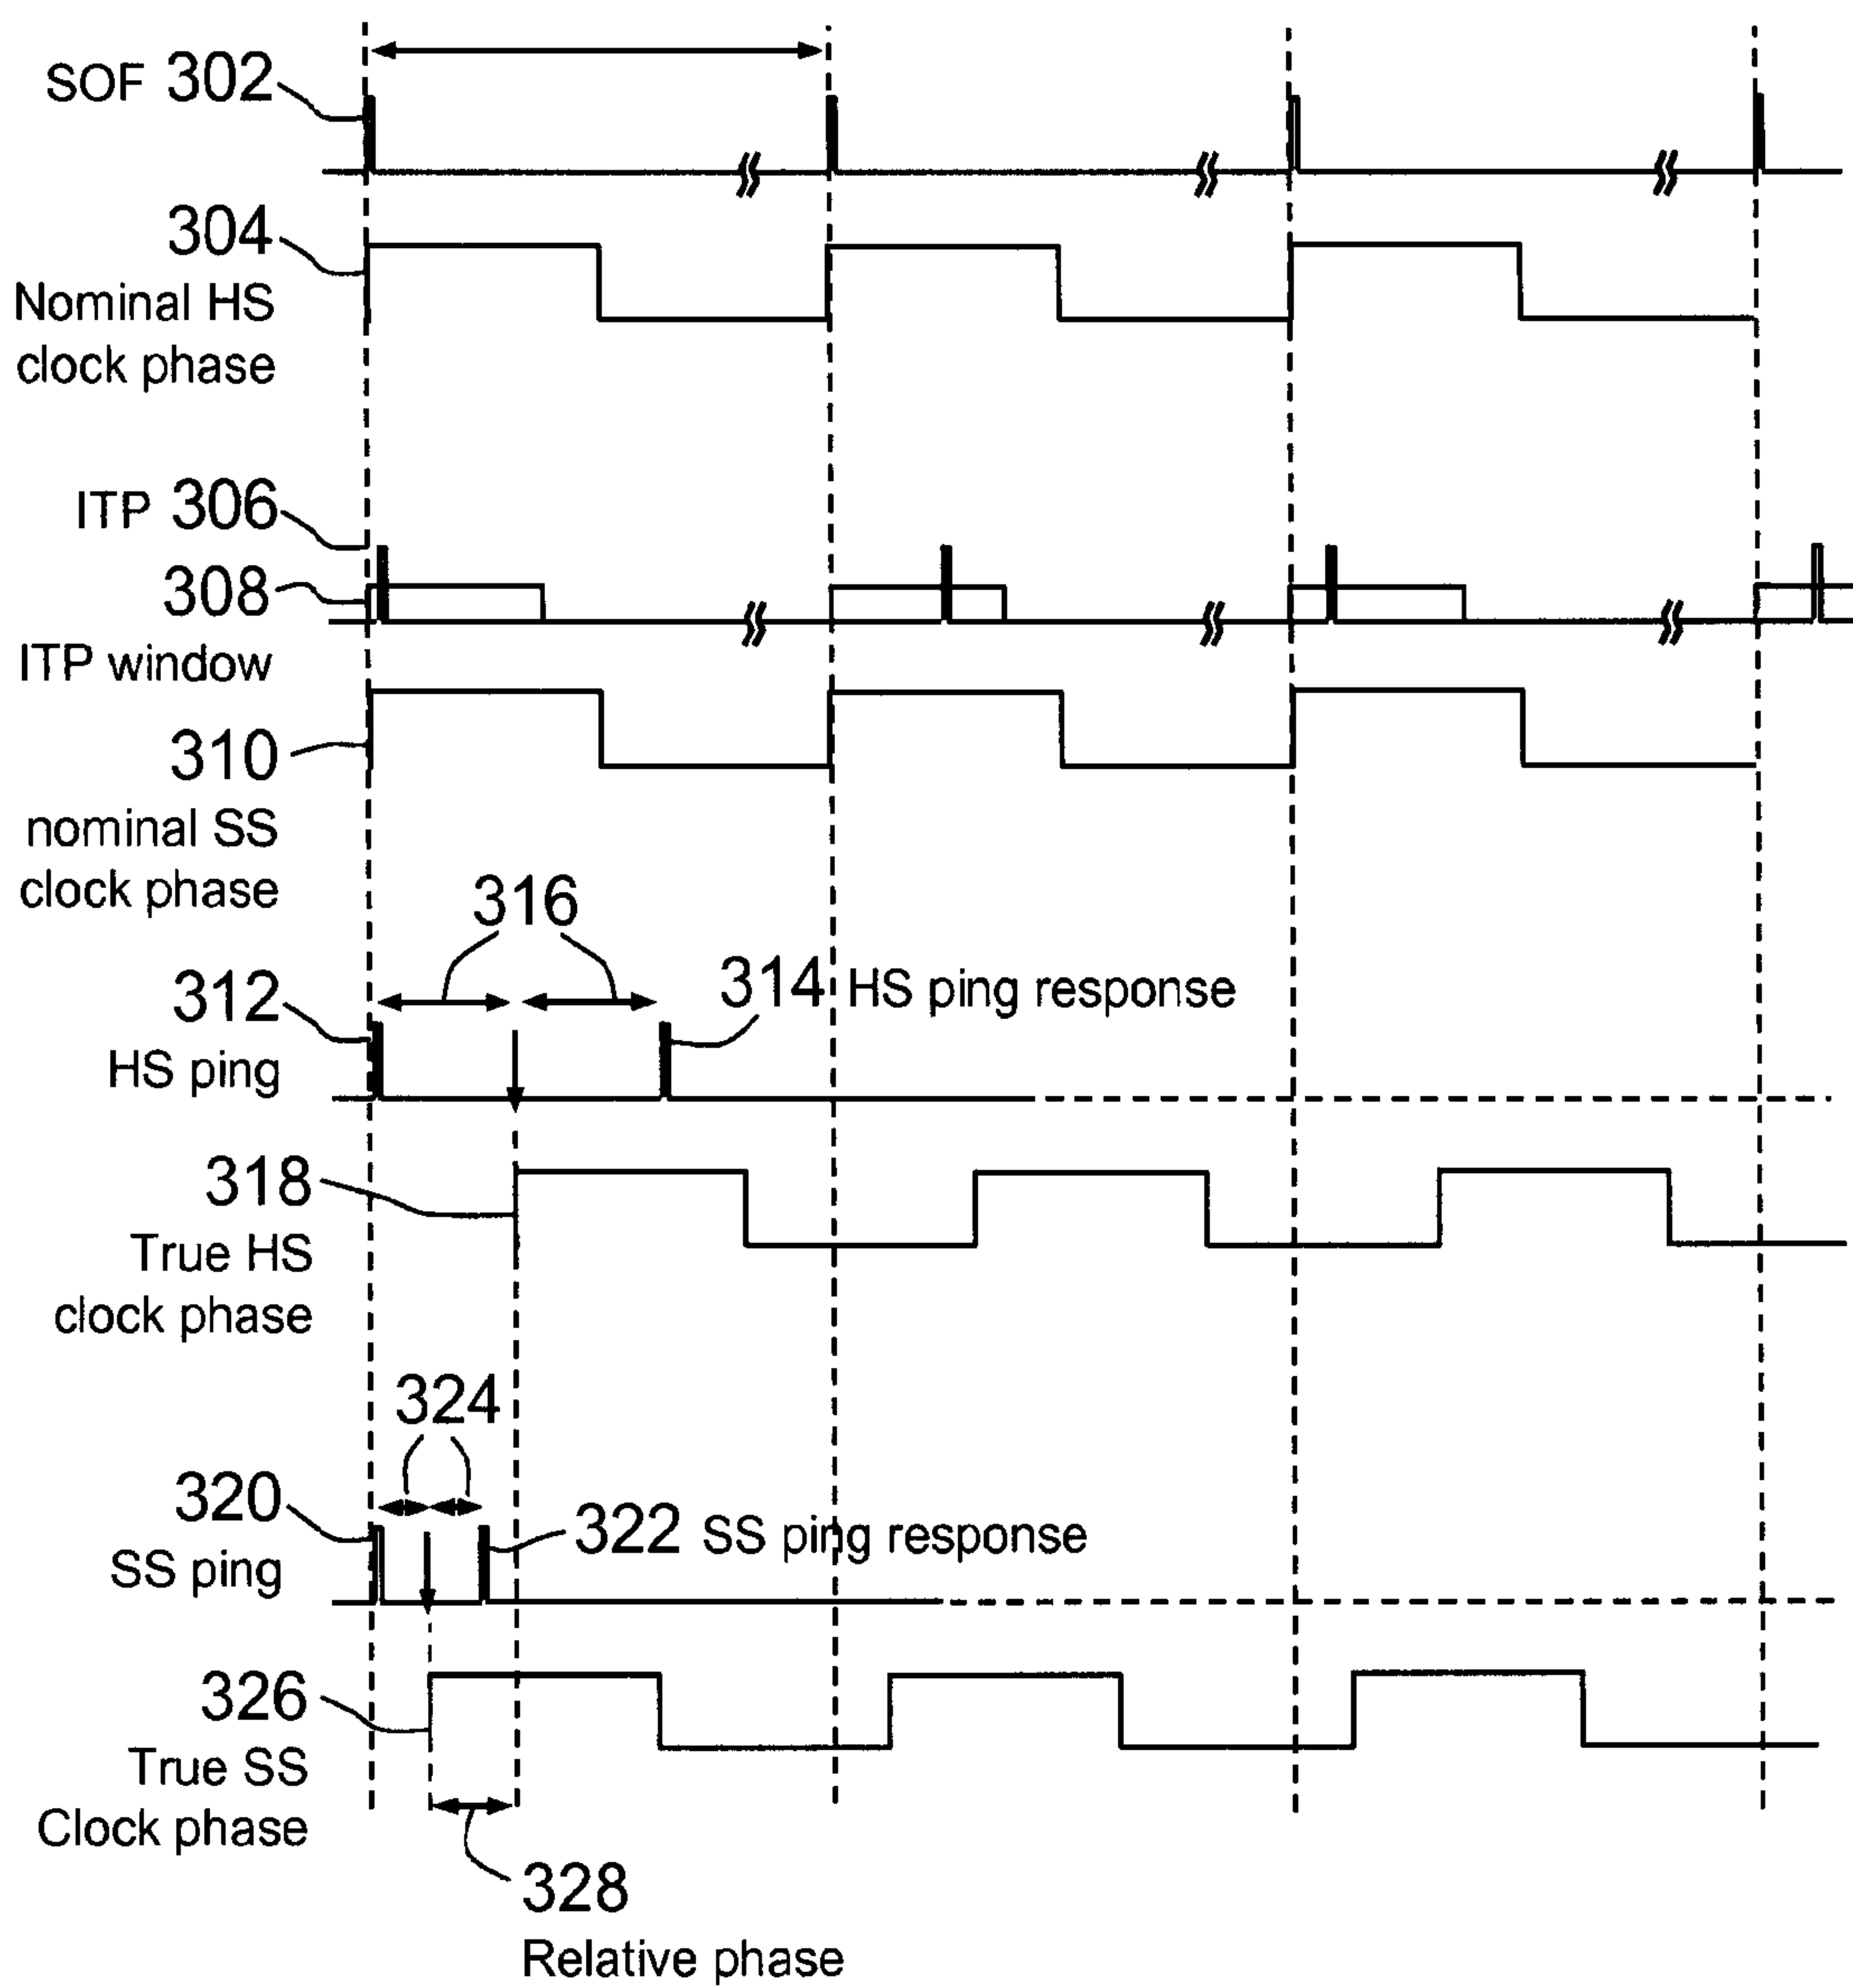 SOF 302
304
Nominal HS
clock phase
ITP 306
308
ITP window
310
nominal SS
clock phase
316
312
HS ping
314 HS ping response
318
True HS
clock phase
324
320
SS ping
322 SS ping response
326
True SS
Clock phase
328
Relative phase